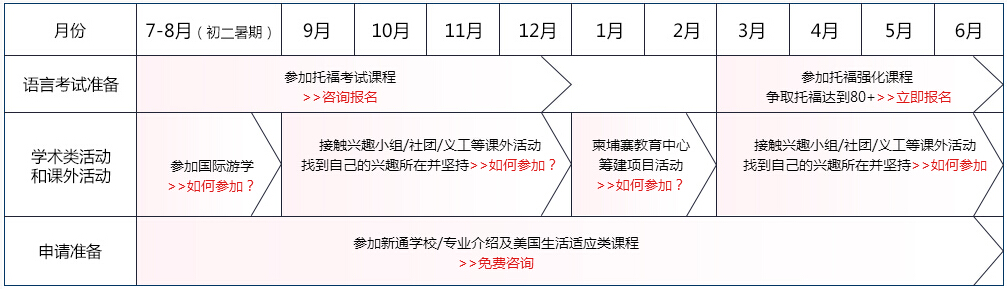 月份
7-8月（初二暑期）
9月
10月
11月
12月
1月
2月
3月
4月
5月
6月
语言考试准备
参加托福考试课程
>>咨询报名
参加托福强化课程
争取托福达到80+>>立即报名
学术类活动
和课外活动
参加国际游学
>>如何参加？
接触兴趣小组/社团/义工等课外活动
找到自己的兴趣所在并坚持>>如何参加？
柬埔寨教育中心
筹建项目活动
>>如何参加？
接触兴趣小组/社团/义工等课外活动
找到自己的兴趣所在并坚持>>如何参加
申请准备
参加新通学校/专业介绍及美国生活适应类课程
>>免费咨询